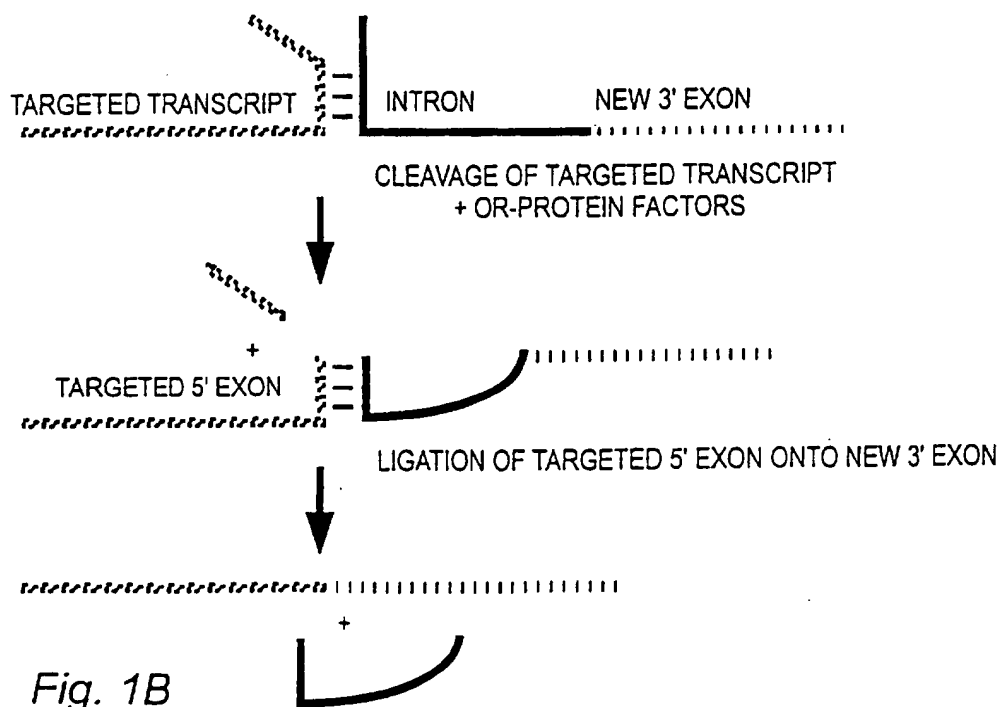 TARGETED TRANSCRIPT
INTRON
NEW 3' EXON
CLEAVAGE OF TARGETED TRANSCRIPT
+ OR-PROTEIN FACTORS
+
TARGETED 5' EXON
LIGATION OF TARGETED 5' EXON ONTO NEW 3' EXON
+
Fig. 1B